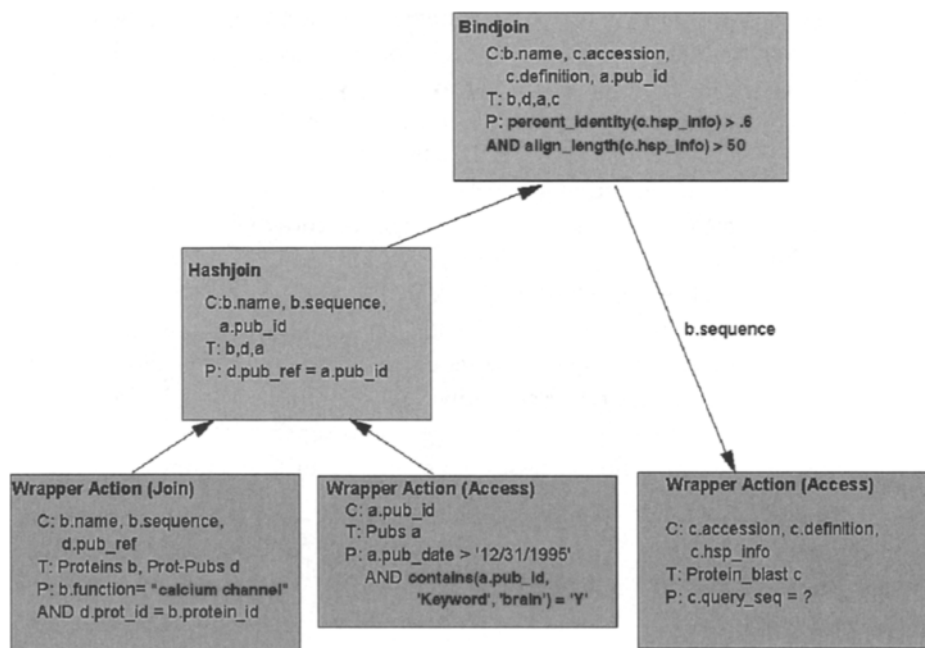 Bindjoin
C:b.name, c.accession,
c.definition, a.pub_id
T: b,d,a,c
P: percent_identity(c.hsp_info) > .6
AND align_length(c.hsp_info) > 50
Hashjoin
C:b.name, b.sequence,
a.pub_id
T: b,d,a
P: d.pub_ref = a.pub_id
b.sequence
Wrapper Action (Join)
C: b.name, b.sequence,
d.pub_ref
T: Proteins b, Prot-Pubs d
P: b.function= "calcium channel"
AND d.prot_id = b.protein_id
Wrapper Action (Access)
C: a.pub_id
T: Pubs a
P: a.pub_date > '12/31/1995'
AND contains(a.pub_id,
'Keyword', 'brain') = 'Y'
Wrapper Action (Access)
C: c.accession, c.definition,
c.hsp_info
T: Protein_blast c
P: c.query_seq = ?